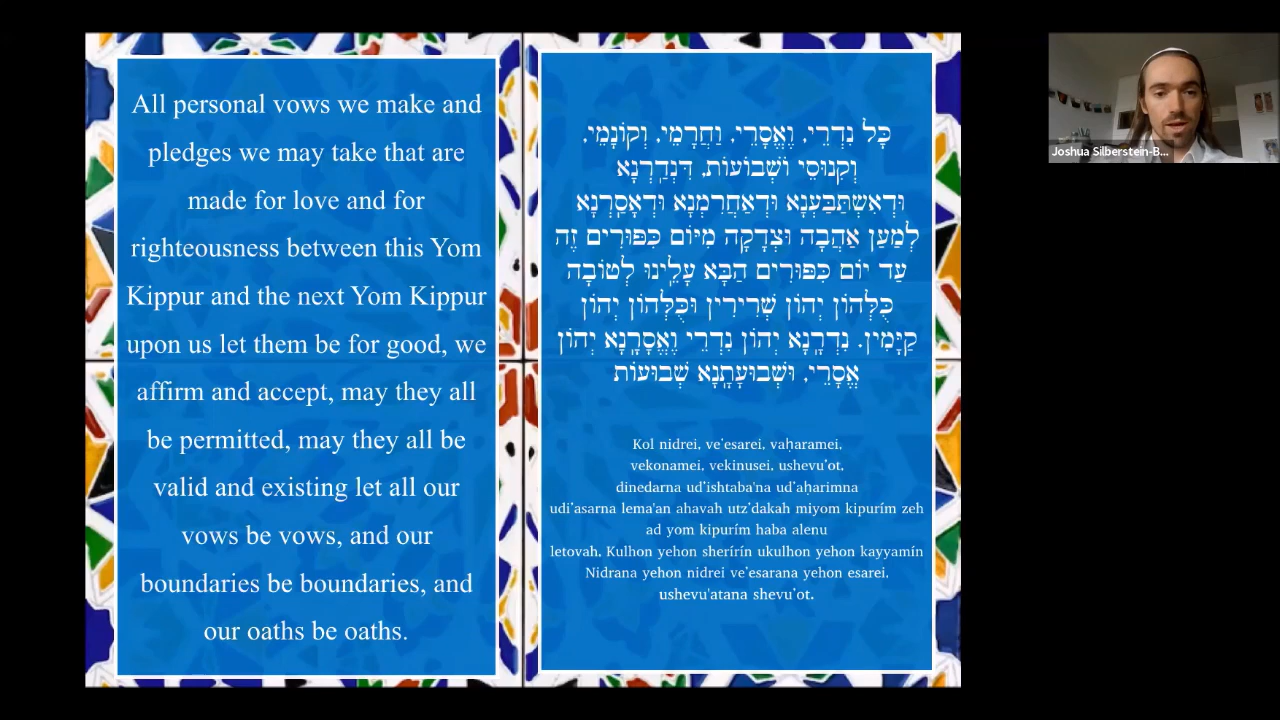 All personal vows we make and
pledges we may take that are
made for love and for
righteousness between this Yom
Kippur and the next Yom Kippur
upon us let them be for good, we
affirm and accept, may they all
be permitted, may they all be
valid and existing let all our
vows be vows, and our
boundaries be boundaries, and
our oaths be oaths.
כָּל נִדְרֵי, וֶאֱסָרֵי, וַחֲרָמֵי, וְקוֹנָמֵי,
וְקִנוּסֵי וּשְׁבוּעוֹת, דִּנְדַֽרְנָא
וּדְאִשְׁתַּבַּעְנָא וּדְאַחֲרִמְנָא וּדְאָסַֽרְנָא
לְמַעַן אַהֲבָה וּצְדָקָה מִיּוֹם כִּפּוּרִים זֶה
עַד יוֹם כִּפּוּרִים הַבָּא עָלֵֽינוּ לְטוֹבָה
כֻּלְּהוֹן יְהוֹן שְׁרִירִין וּכֻלְּהוֹן יְהוֹן
קַיָּמִין. נִדְרָֽנָא יְהוֹן נִדְרֵי וֶאֱסָרָֽנָא יְהוֹן
אֱסָרֵי, וּשְׁבוּעָתָֽנָא שְׁבוּעוֹת
Kol nidrei, ve'esarei, vaḥaramei,
vekonamei, vekinusei, ushevu'ot,
dinedarna ud'ishtaba'na ud'aḥarimna
udi'asarna lema'an ahavah utz'dakah miyom kipurím zeh
ad yom kipurím haba alenu
letovah, Kulhon yehon sherírín ukulhon yehon kayyamín
Nidrana yehon nidrei ve'esarana yehon esarei,
ushevu'atana shevu'ot.
Joshua Silberstein-B...